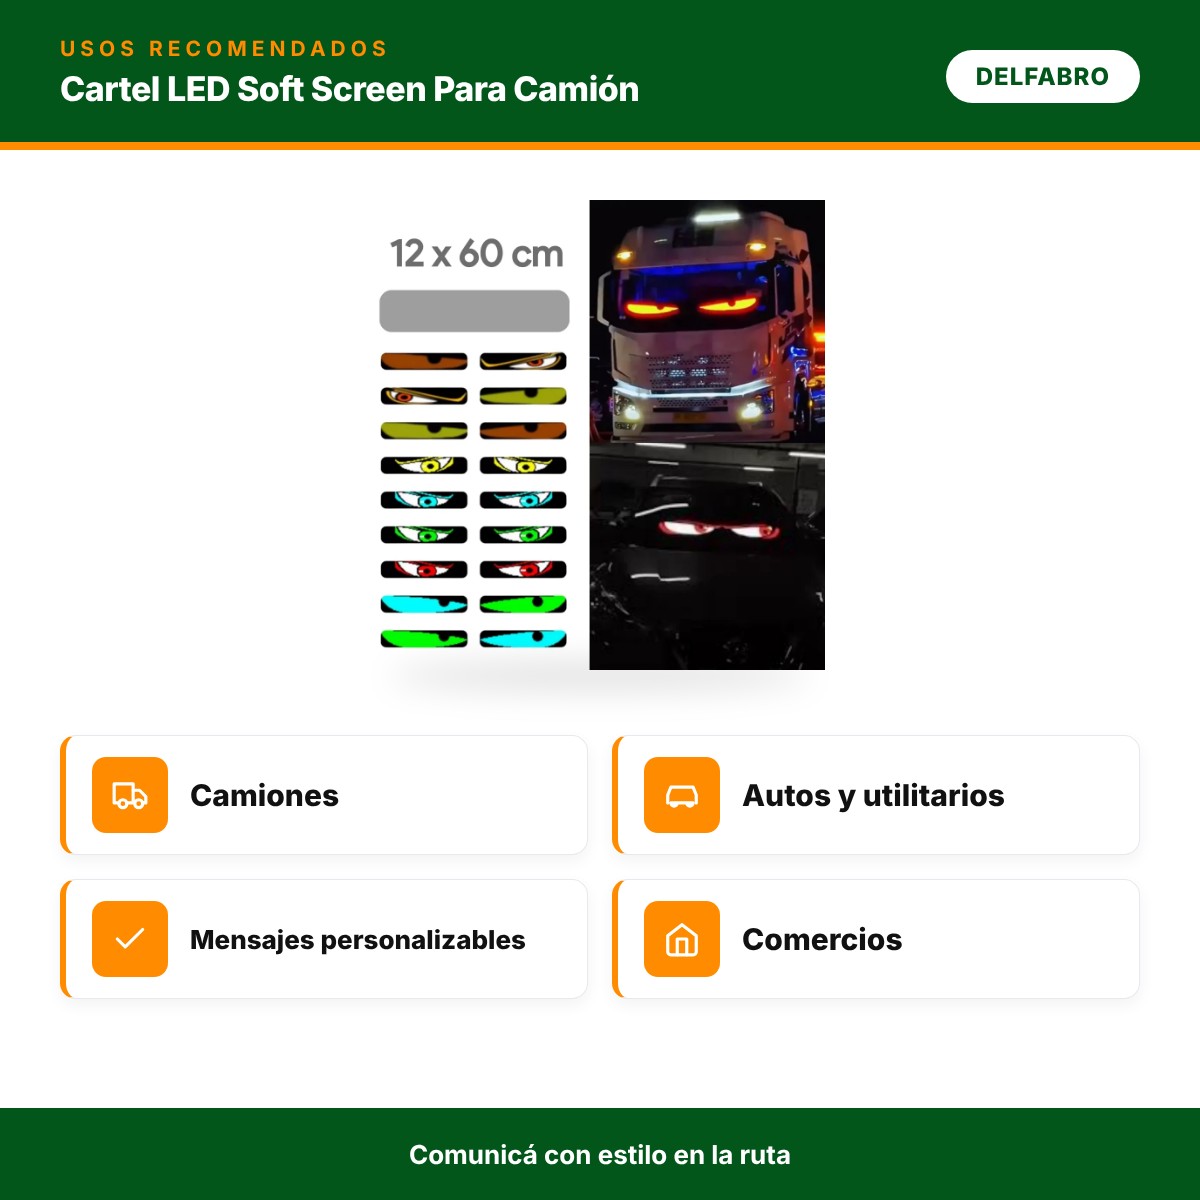 USOS RECOMENDADOS
Cartel LED Soft Screen Para Camión
DELFABRO
12 x 60 cm
Camiones
Autos y utilitarios
Mensajes personalizables
Comercios
Comunicá con estilo en la ruta